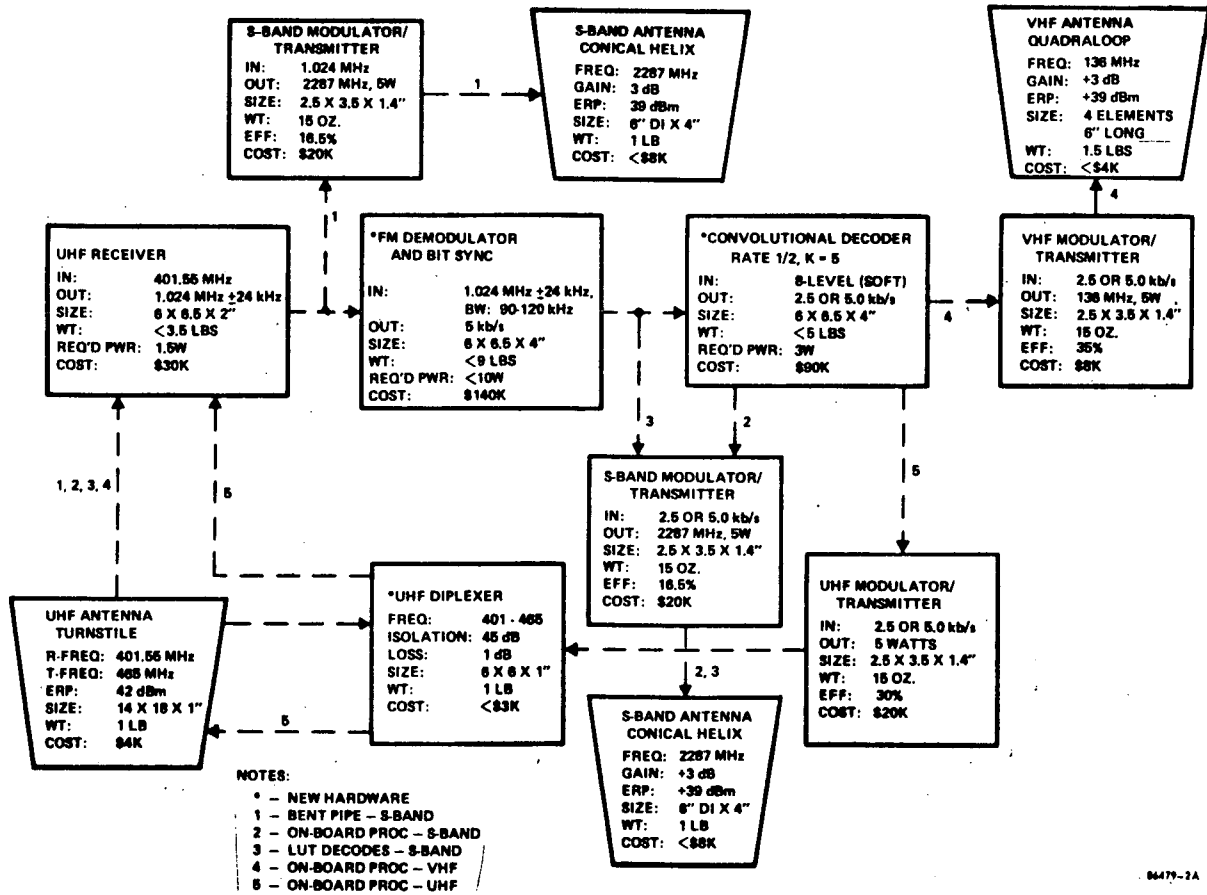 S-BAND MODULATOR/
TRANSMITTER
IN: 1.024 MHz
OUT: 2287 MHz, 5W
SIZE: 2.5 X 3.5 X 1.4"
WT: 15 OZ.
EFF: 16.5%
COST: $20K
1
S-BAND ANTENNA
CONICAL HELIX
FREQ: 2287 MHz
GAIN: 3 dB
ERP: 39 dBm
SIZE: 6" DI X 4"
WT: 1 LB
COST: <$8K
VHF ANTENNA
QUADRALOOP
FREQ: 136 MHz
GAIN: +3 dB
ERP: +39 dBm
SIZE: 4 ELEMENTS
6" LONG
WT: 1.5 LBS
COST: <$4K
1
4
UHF RECEIVER
IN: 401.55 MHz
OUT: 1.024 MHz ±24 kHz
SIZE: 6 X 6.5 X 2"
WT: <3.5 LBS
REQ'D PWR: 1.5W
COST: $30K
*FM DEMODULATOR
AND BIT SYNC
IN: 1.024 MHz ±24 kHz,
BW: 90-120 kHz
OUT: 5 kb/s
SIZE: 6 X 6.5 X 4"
WT: <9 LBS
REQ'D PWR: <10W
COST: $140K
*CONVOLUTIONAL DECODER
RATE 1/2, K = 5
IN: 8-LEVEL (SOFT)
OUT: 2.5 OR 5.0 kb/s
SIZE: 6 X 6.5 X 4"
WT: <5 LBS
REQ'D PWR: 3W
COST: $90K
4
VHF MODULATOR/
TRANSMITTER
IN: 2.5 OR 5.0 kb/s
OUT: 136 MHz, 5W
SIZE: 2.5 X 3.5 X 1.4"
WT: 15 OZ.
EFF: 35%
COST: $8K
1, 2, 3, 4
5
3
2
5
S-BAND MODULATOR/
TRANSMITTER
IN: 2.5 OR 5.0 kb/s
OUT: 2287 MHz, 5W
SIZE: 2.5 X 3.5 X 1.4"
WT: 15 OZ.
EFF: 16.5%
COST: $20K
UHF ANTENNA
TURNSTILE
R-FREQ: 401.55 MHz
T-FREQ: 465 MHz
ERP: 42 dBm
SIZE: 14 X 18 X 1"
WT: 1 LB
COST: $4K
*UHF DIPLEXER
FREQ: 401 - 465
ISOLATION: 45 dB
LOSS: 1 dB
SIZE: 6 X 6 X 1"
WT: 1 LB
COST: <$3K
5
UHF MODULATOR/
TRANSMITTER
IN: 2.5 OR 5.0 kb/s
OUT: 5 WATTS
SIZE: 2.5 X 3.5 X 1.4"
WT: 15 OZ.
EFF: 30%
COST: $20K
2, 3
S-BAND ANTENNA
CONICAL HELIX
FREQ: 2287 MHz
GAIN: +3 dB
ERP: +39 dBm
SIZE: 6" DI X 4"
WT: 1 LB
COST: <$8K
NOTES:
* – NEW HARDWARE
1 – BENT PIPE – S-BAND
2 – ON-BOARD PROC – S-BAND
3 – LUT DECODES – S-BAND
4 – ON-BOARD PROC – VHF
5 – ON-BOARD PROC – UHF
86479-2A